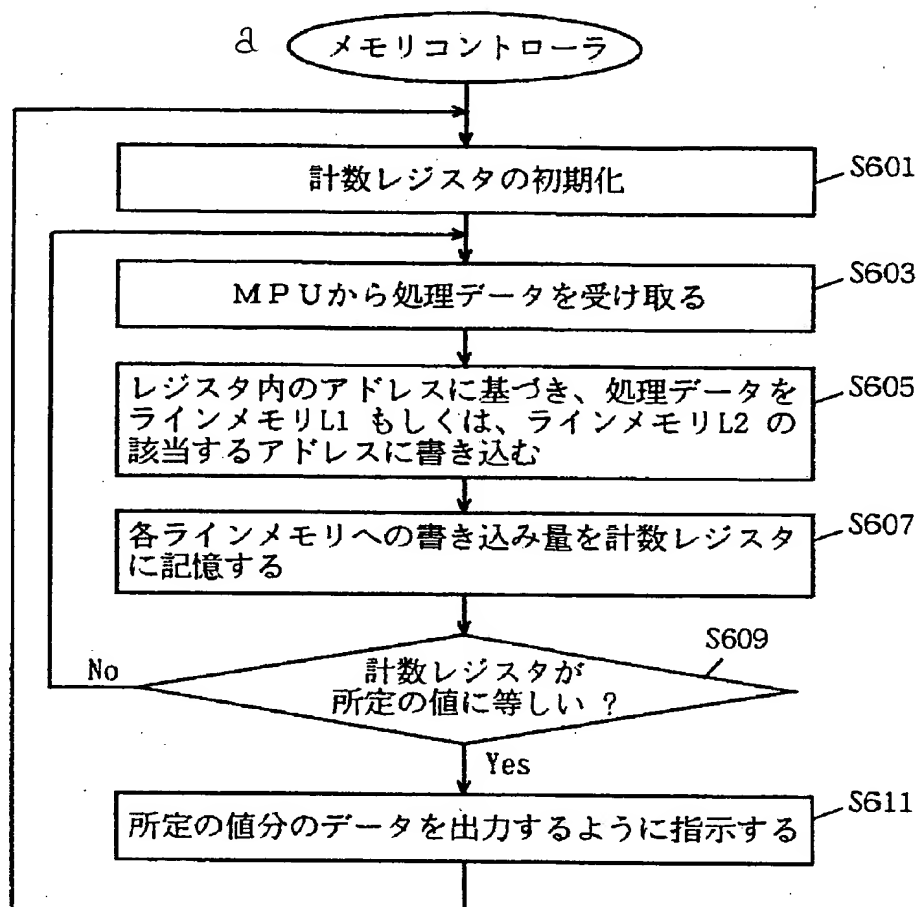 a
メモリコントローラ
計数レジスタの初期化
S601
MPUから処理データを受け取る
S603
レジスタ内のアドレスに基づき、処理データを
ラインメモリL1 もしくは、ラインメモリL2 の
該当するアドレスに書き込む
S605
各ラインメモリへの書き込み量を計数レジスタ
に記憶する
S607
計数レジスタが
所定の値に等しい ?
S609
No
Yes
所定の値分のデータを出力するように指示する
S611